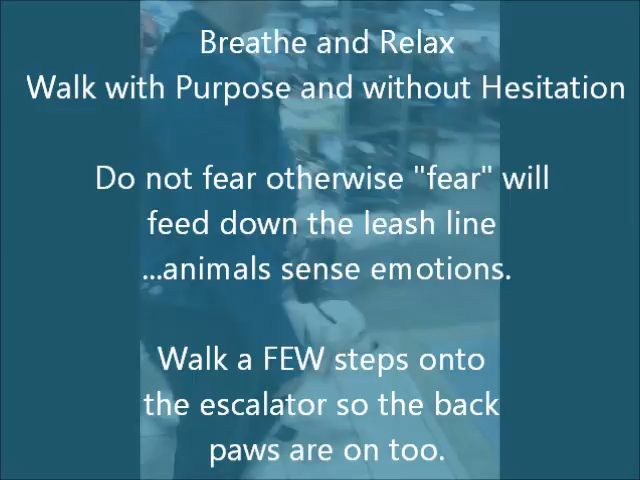 Breathe and Relax
Walk with Purpose and without Hesitation
Do not fear otherwise "fear" will
feed down the leash line
...animals sense emotions.
Walk a FEW steps onto
the escalator so the back
paws are on too.